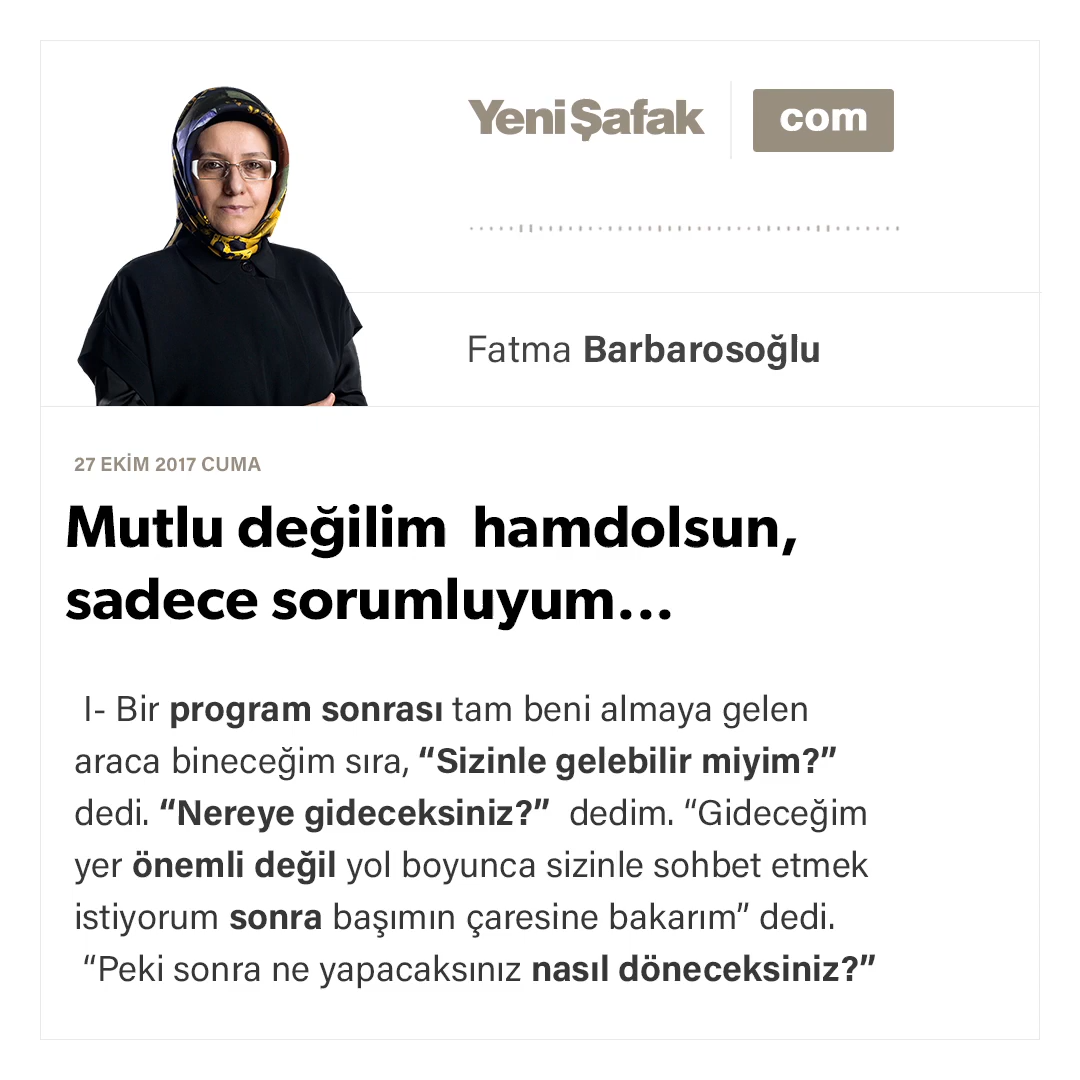 YeniŞafak com
Fatma Barbarosoğlu
27 EKİM 2017 CUMA
Mutlu değilim hamdolsun,
sadece sorumluyum...
I- Bir program sonrası tam beni almaya gelen
araca bineceğim sıra, “Sizinle gelebilir miyim?”
dedi. “Nereye gideceksiniz?” dedim. “Gideceğim
yer önemli değil yol boyunca sizinle sohbet etmek
istiyorum sonra başımın çaresine bakarım” dedi.
“Peki sonra ne yapacaksınız nasıl döneceksiniz?”